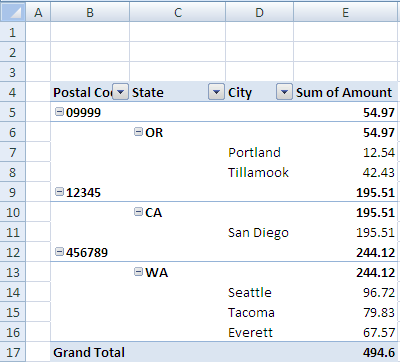 A B C D E
1
2
3
4 Postal Co State City Sum of Amount
5 09999 54.97
6 OR 54.97
7 Portland 12.54
8 Tillamook 42.43
9 12345 195.51
10 CA 195.51
11 San Diego 195.51
12 456789 244.12
13 WA 244.12
14 Seattle 96.72
15 Tacoma 79.83
16 Everett 67.57
17 Grand Total 494.6